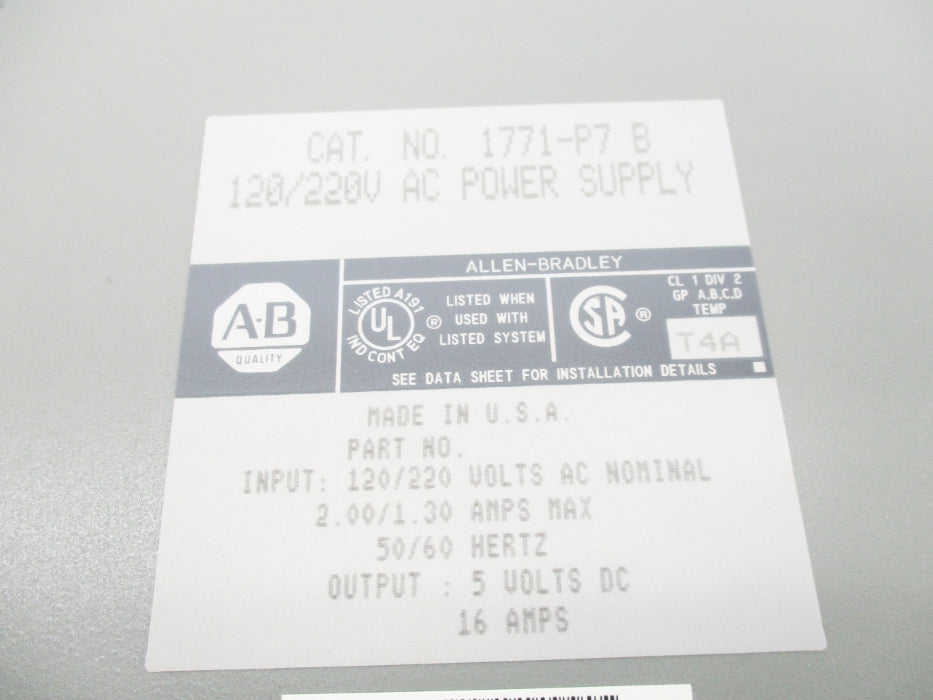 CAT. NO. 1771-P7 B
120/220V AC POWER SUPPLY
ALLEN-BRADLEY
A-B
QUALITY
LISTED A191
UL
IND CONT EQ
®
LISTED WHEN
USED WITH
LISTED SYSTEM
SA
®
CL 1 DIV 2
GP A.B.C.D
TEMP
T4A
SEE DATA SHEET FOR INSTALLATION DETAILS
MADE IN U.S.A.
PART NO.
INPUT: 120/220 VOLTS AC NOMINAL
2.00/1.30 AMPS MAX
50/60 HERTZ
OUTPUT : 5 VOLTS DC
16 AMPS